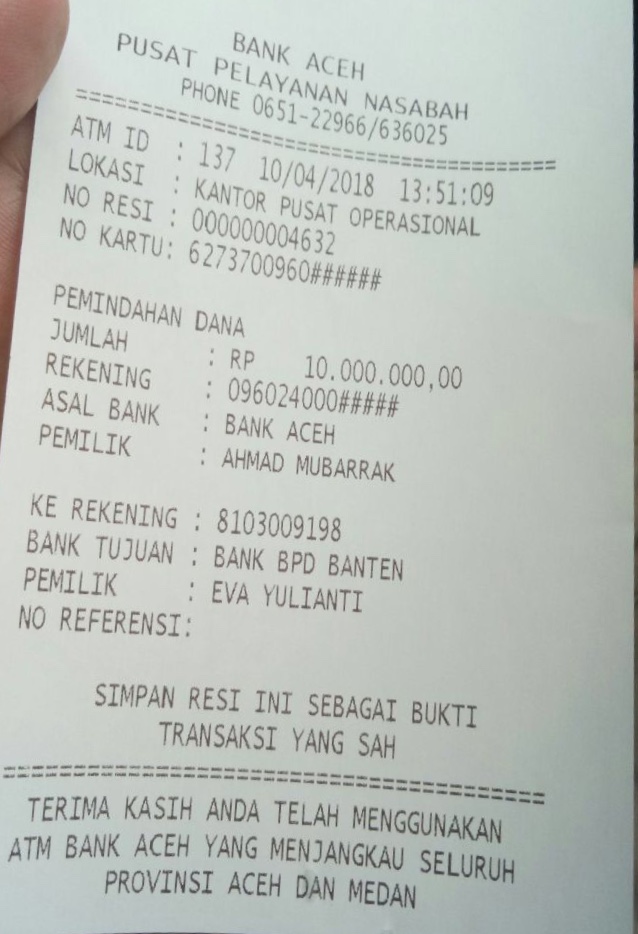 BANK ACEH
PUSAT PELAYANAN NASABAH
PHONE 0651-22966/636025
=====================================
ATM ID : 137 10/04/2018 13:51:09
LOKASI : KANTOR PUSAT OPERASIONAL
NO RESI : 000000004632
NO KARTU: 6273700960######
PEMINDAHAN DANA
JUMLAH : RP 10.000.000,00
REKENING : 096024000#####
ASAL BANK : BANK ACEH
PEMILIK : AHMAD MUBARRAK
KE REKENING : 8103009198
BANK TUJUAN : BANK BPD BANTEN
PEMILIK : EVA YULIANTI
NO REFERENSI:
SIMPAN RESI INI SEBAGAI BUKTI
TRANSAKSI YANG SAH
=====================================
TERIMA KASIH ANDA TELAH MENGGUNAKAN
ATM BANK ACEH YANG MENJANGKAU SELURUH
PROVINSI ACEH DAN MEDAN